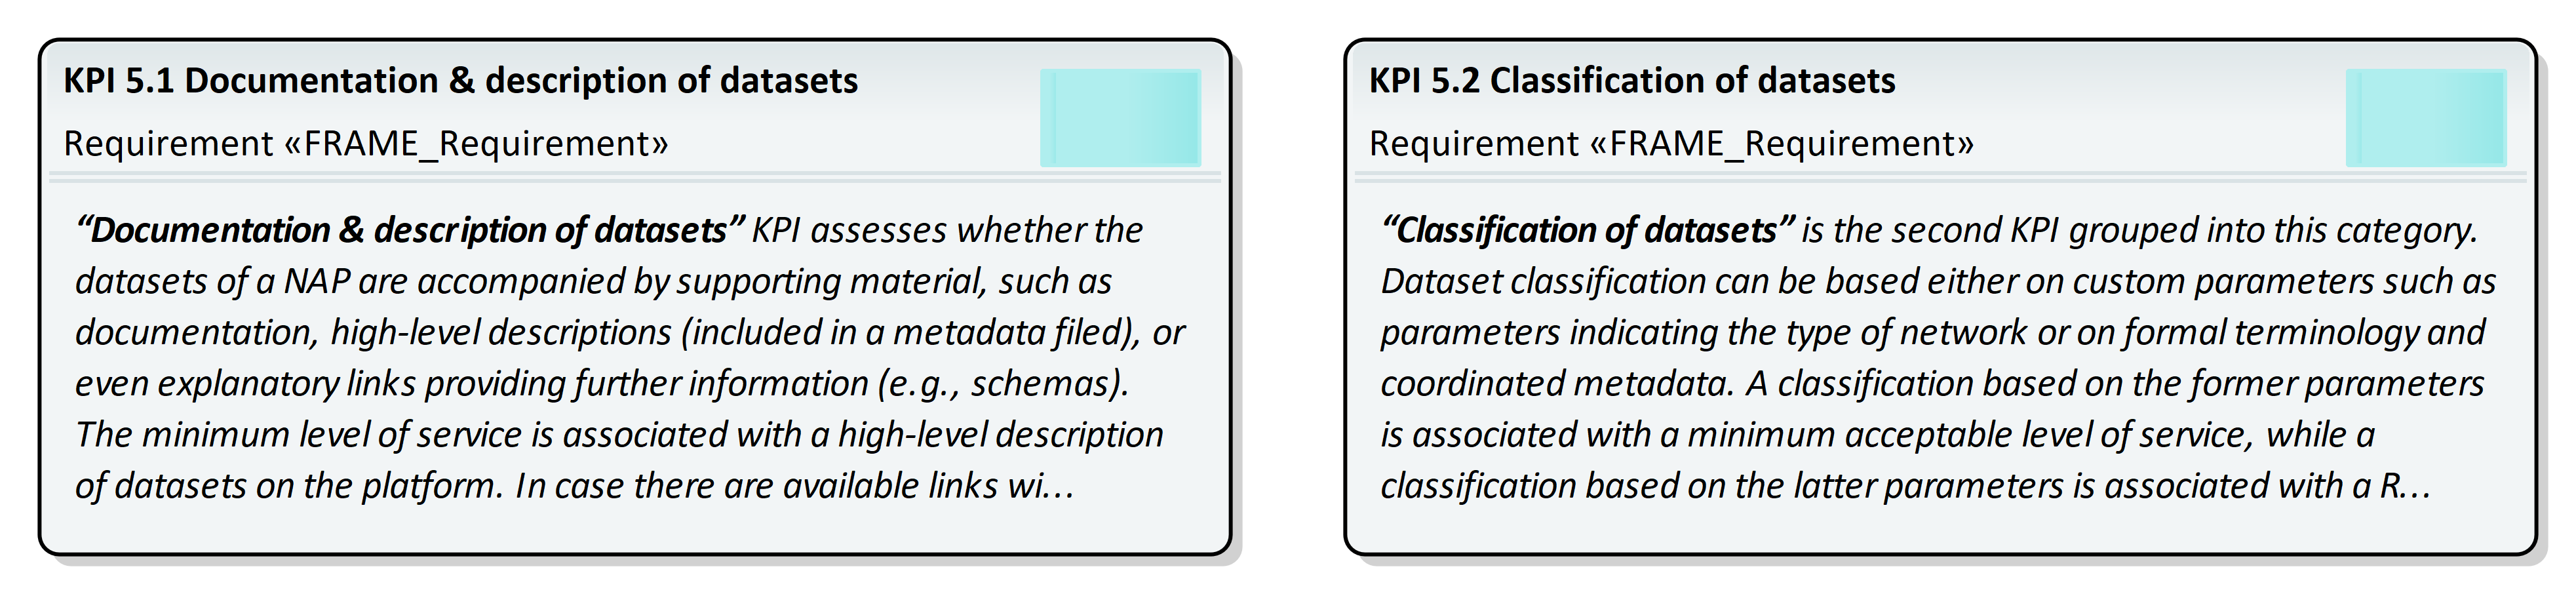 KPI 5.1 Documentation & description of datasets
Requirement «FRAME_Requirement»
“Documentation & description of datasets” KPI assesses whether the
datasets of a NAP are accompanied by supporting material, such as
documentation, high-level descriptions (included in a metadata filed), or
even explanatory links providing further information (e.g., schemas).
The minimum level of service is associated with a high-level description
of datasets on the platform. In case there are available links wi...
KPI 5.2 Classification of datasets
Requirement «FRAME_Requirement»
“Classification of datasets” is the second KPI grouped into this category.
Dataset classification can be based either on custom parameters such as
parameters indicating the type of network or on formal terminology and
coordinated metadata. A classification based on the former parameters
is associated with a minimum acceptable level of service, while a
classification based on the latter parameters is associated with a R...